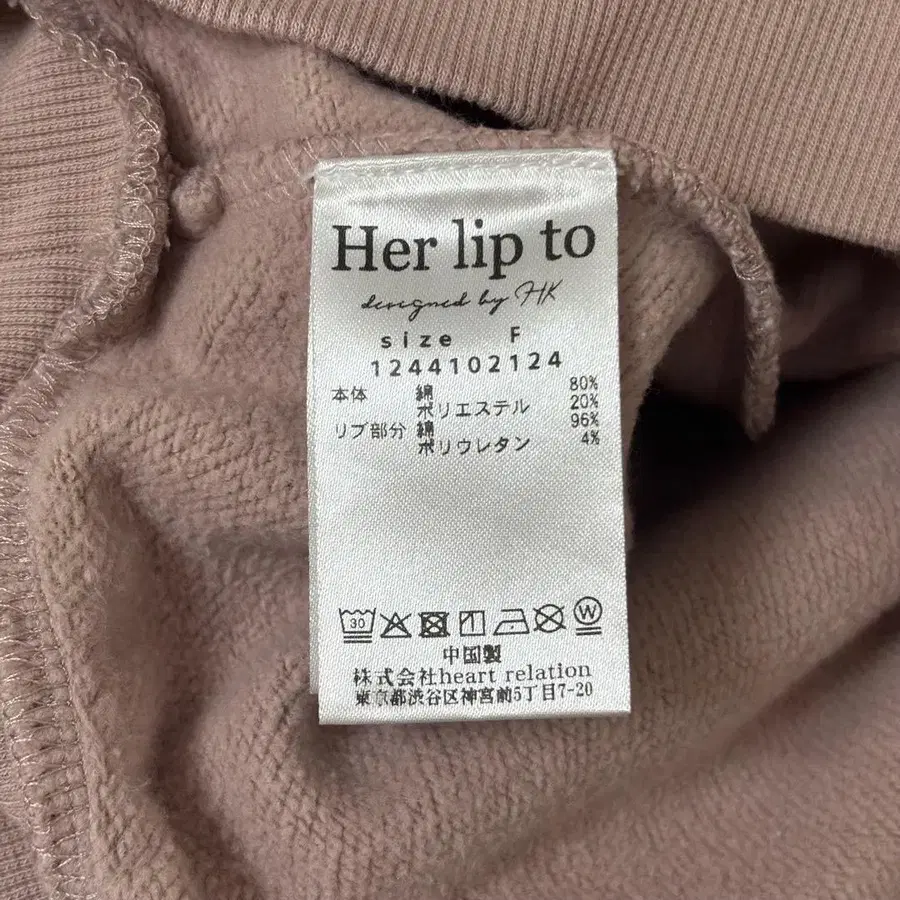 Her lip to
designed by HK
size F
1244102124
本体 綿 80%
ポリエステル 20%
リブ部分 綿 96%
ポリウレタン 4%
30 W
中国製
株式会社heart relation
東京都渋谷区神宮前5丁目7-20